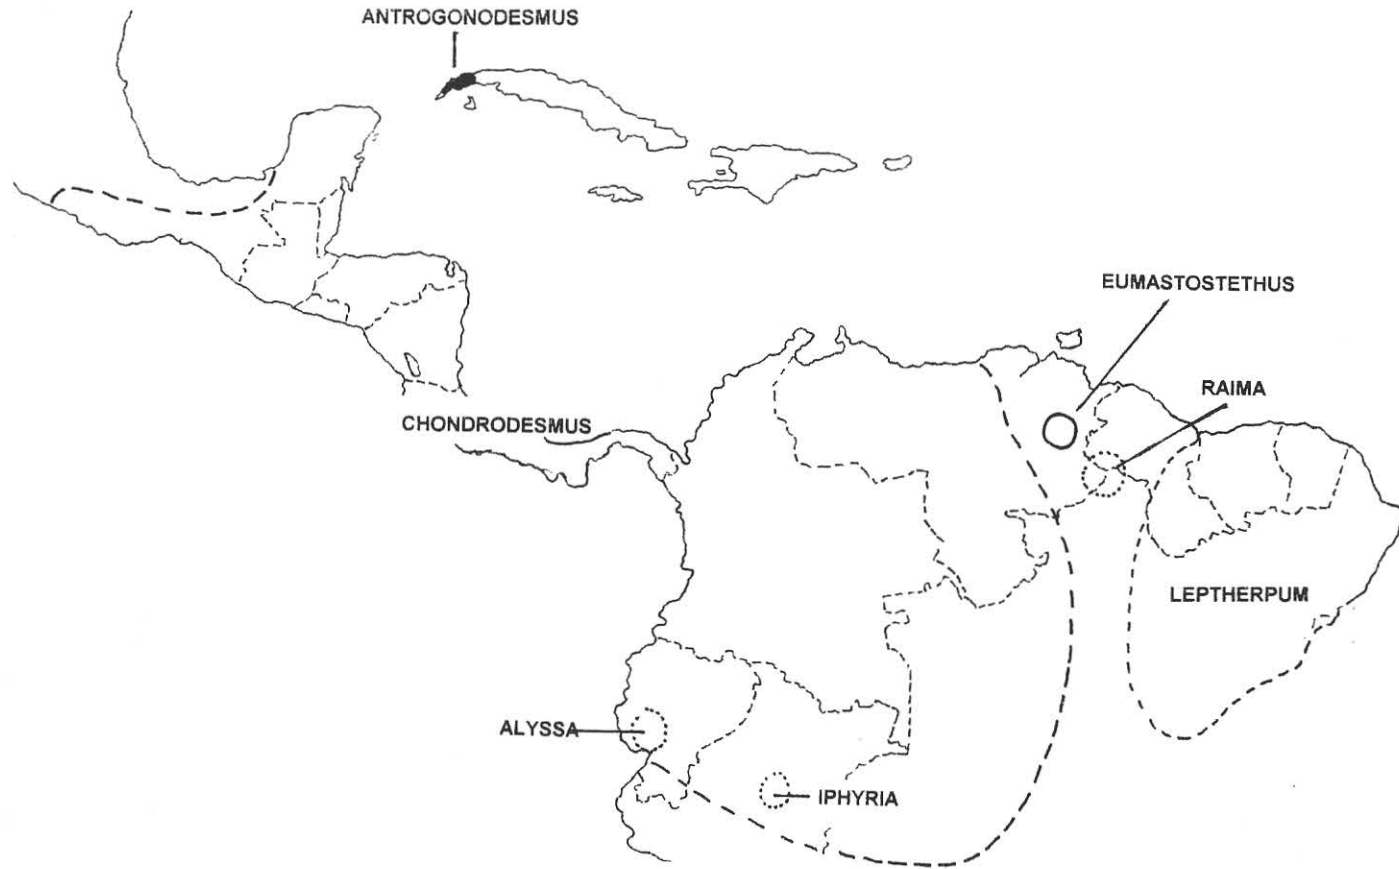 ANTROGONODESMUS
EUMASTOSTETHUS
RAIMA
CHONDRODESMUS
LEPTHERPUM
ALYSSA
IPHYRIA